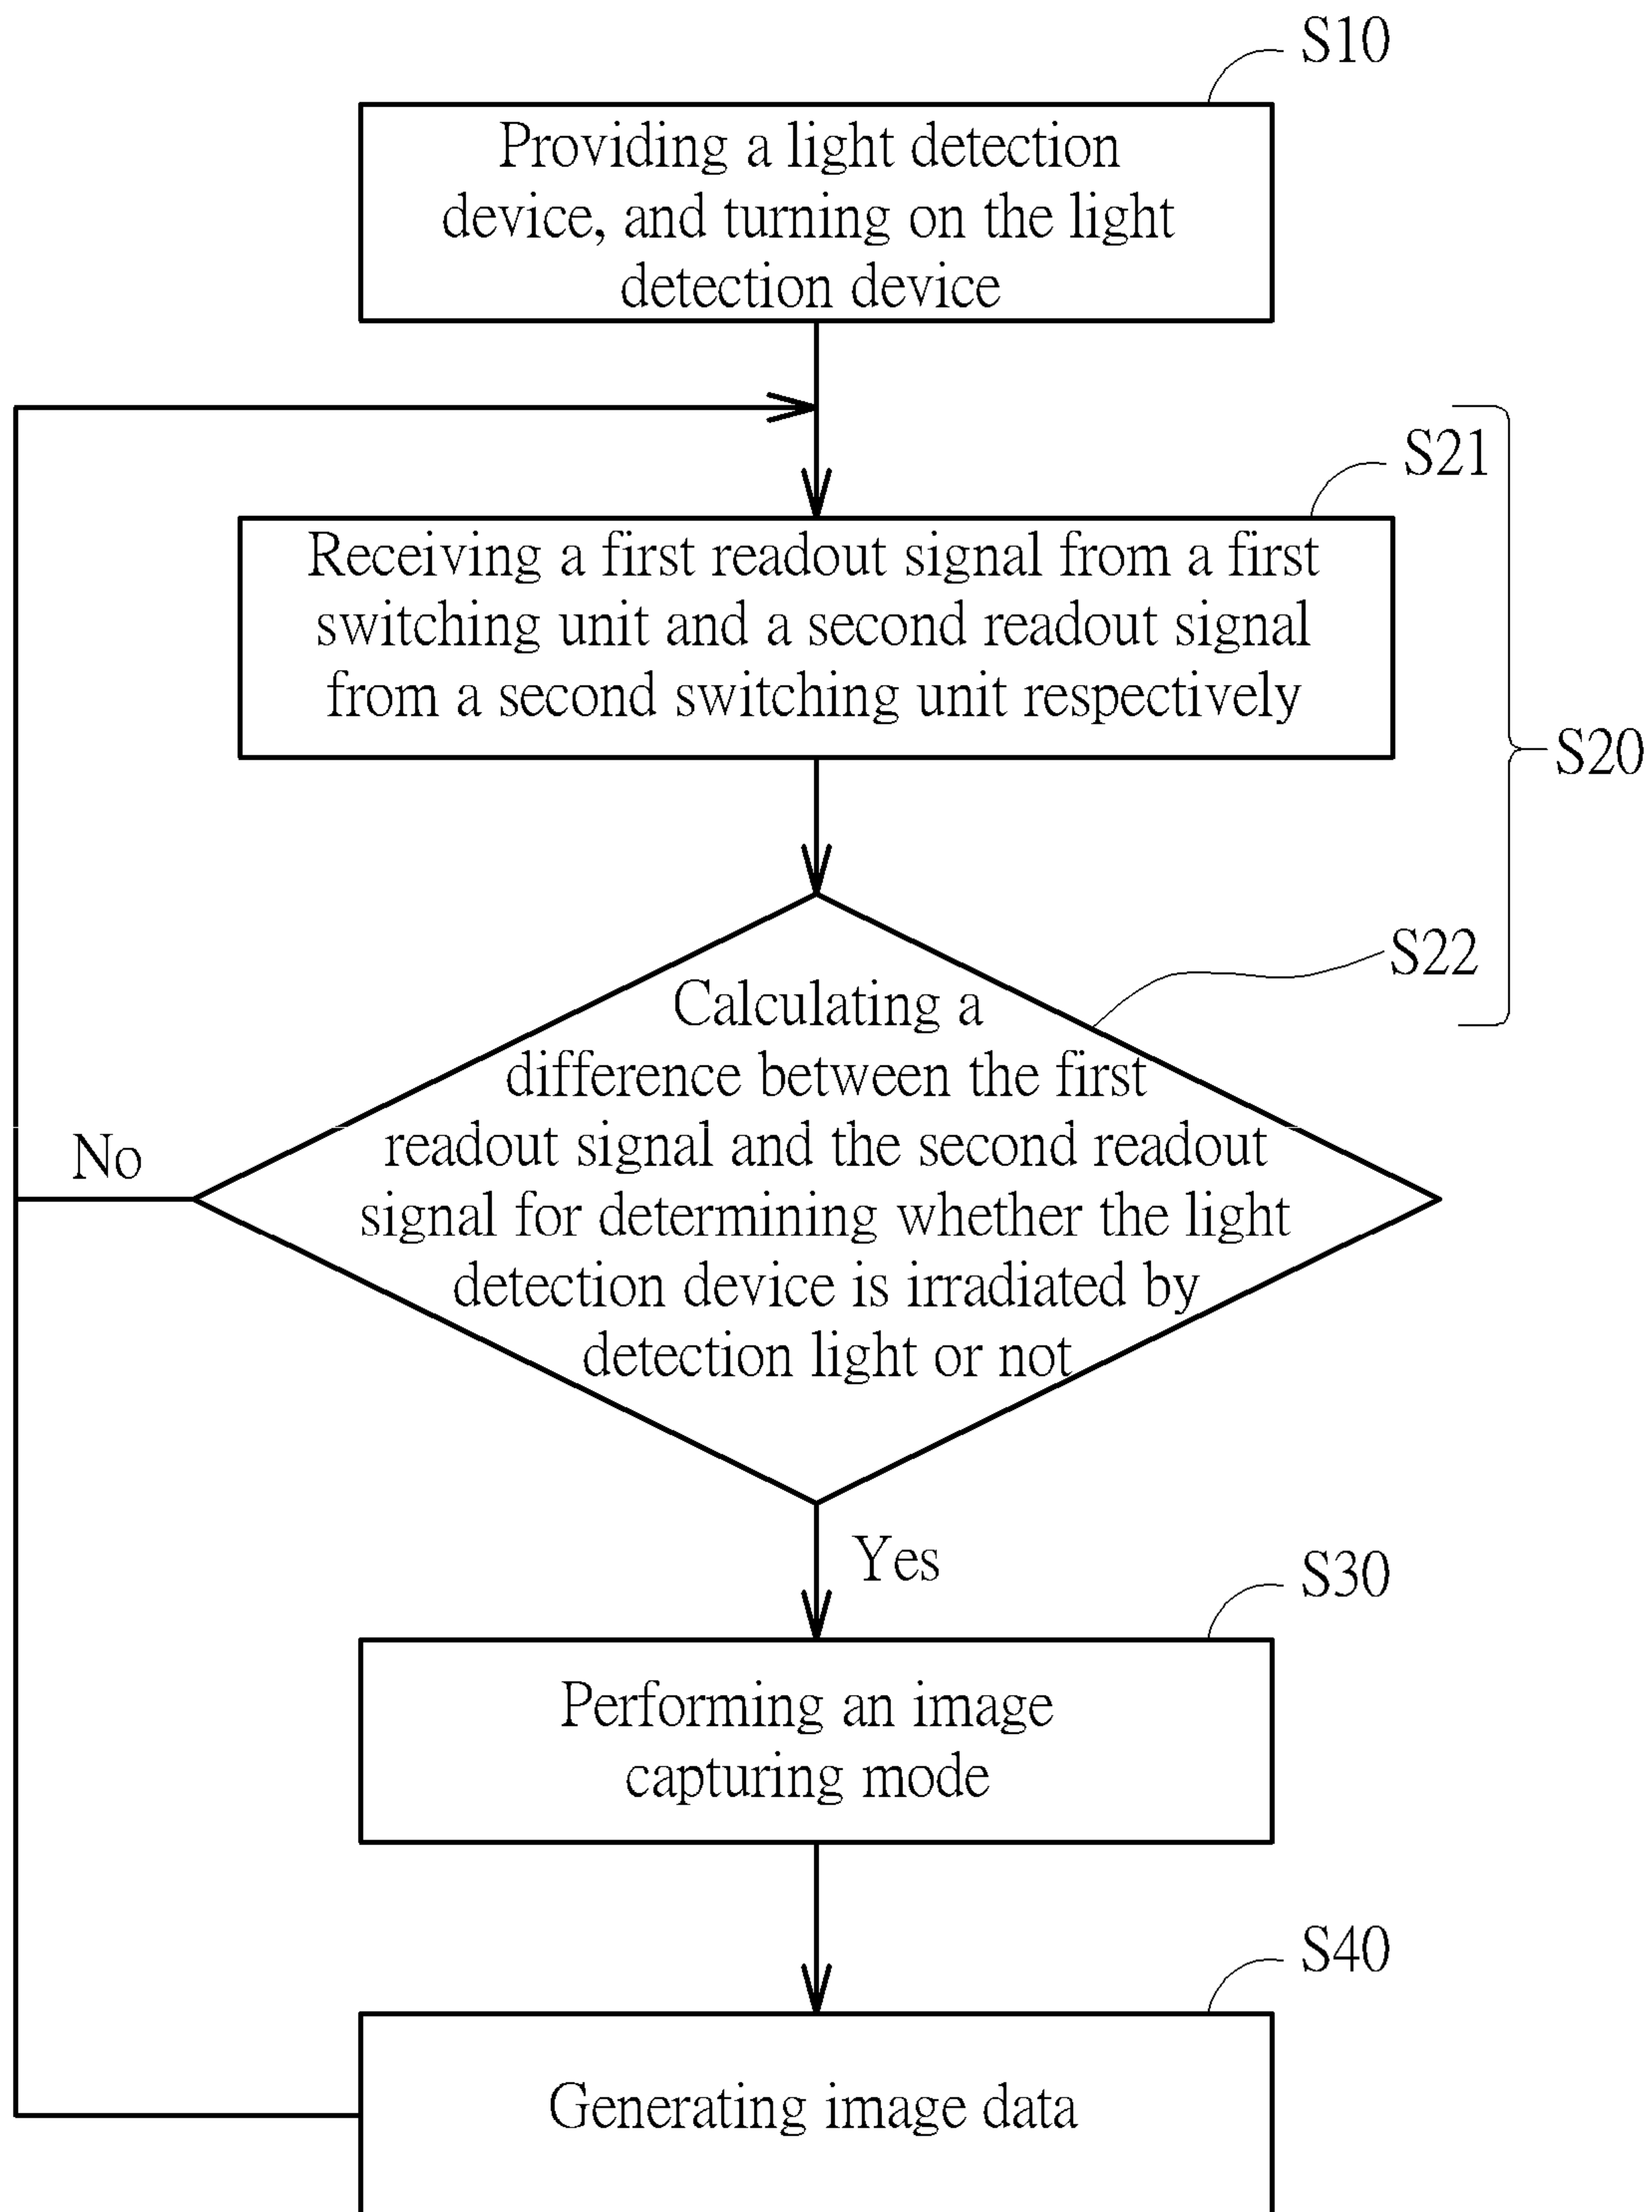 S10
Providing a light detection
device, and turning on the light
detection device
S21
Receiving a first readout signal from a first
switching unit and a second readout signal
from a second switching unit respectively
S20
S22
Calculating a
difference between the first
readout signal and the second readout
signal for determining whether the light
detection device is irradiated by
detection light or not
No
Yes
S30
Performing an image
capturing mode
S40
Generating image data